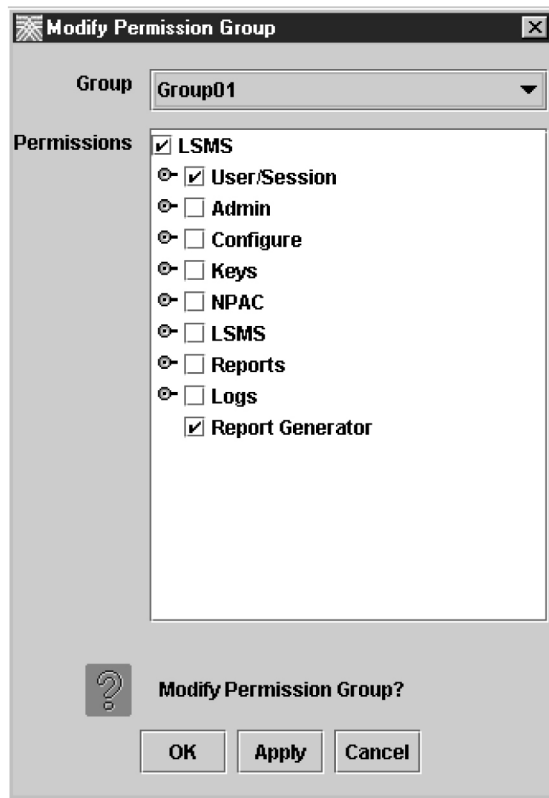 Modify Permission Group
Group Group01
Permissions LSMS
User/Session
Admin
Configure
Keys
NPAC
LSMS
Reports
Logs
Report Generator
Modify Permission Group?
OK Apply Cancel